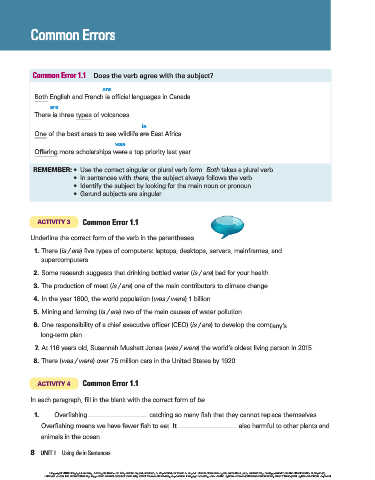 Common Errors
Common Error 1.1 Does the verb agree with the subject?
are
Both English and French is official languages in Canada
are
There is three types of volcanoes
is
One of the best areas to see wildlife are East Africa
was
Offering more scholarships were a top priority last year
REMEMBER: • Use the correct singular or plural verb form Both takes a plural verb
• In sentences with there, the subject always follows the verb
• Identify the subject by looking for the main noun or pronoun
• Gerund subjects are singular
ACTIVITY 3 Common Error 1.1
Underline the correct form of the verb in the parentheses
1. There (is / are) five types of computers: laptops, desktops, servers, mainframes, and
supercomputers
2. Some research suggests that drinking bottled water (is / are) bad for your health
3. The production of meat (is / are) one of the main contributors to climate change
4. In the year 1600, the world population (was / were) 1 billion
5. Mining and farming (is / are) two of the main causes of water pollution
6. One responsibility of a chief executive officer (CEO) (is / are) to develop the company's
long-term plan
7. At 116 years old, Susannah Mushatt Jones (was / were) the world's oldest living person in 2015
8. There (was / were) over 75 million cars in the United States by 1920
ACTIVITY 4 Common Error 1.1
In each paragraph, fill in the blank with the correct form of be
1. Overfishing catching so many fish that they cannot replace themselves
Overfishing means we have fewer fish to eat It also harmful to other plants and
animals in the ocean
8 UNIT 1 Using Be in Sentences